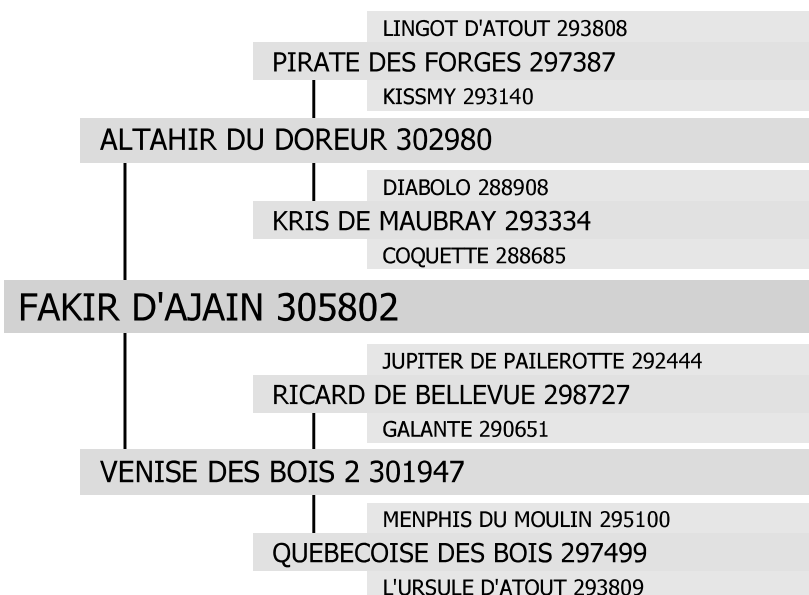 LINGOT D'ATOUT 293808
PIRATE DES FORGES 297387
KISSMY 293140
ALTAHIR DU DOREUR 302980
DIABOLO 288908
KRIS DE MAUBRAY 293334
COQUETTE 288685
FAKIR D'AJAIN 305802
JUPITER DE PAILEROTTE 292444
RICARD DE BELLEVUE 298727
GALANTE 290651
VENISE DES BOIS 2 301947
MENPHIS DU MOULIN 295100
QUEBECOISE DES BOIS 297499
L'URSULE D'ATOUT 293809